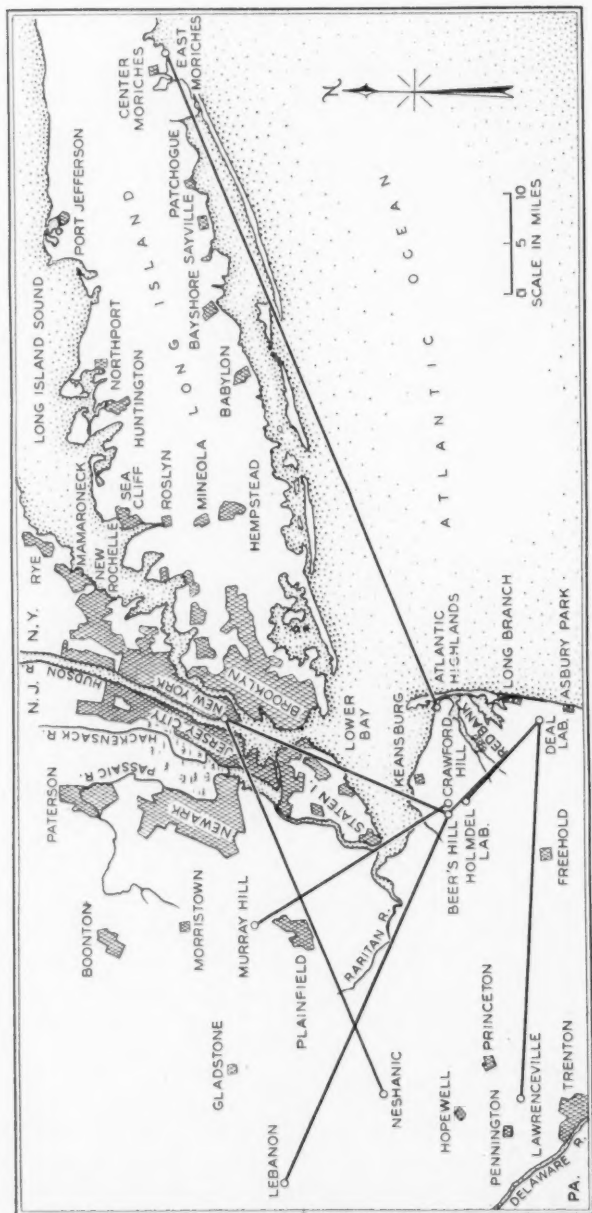 LONG ISLAND SOUND
PORT JEFFERSON
CENTER
MORICHES
EAST
MORICHES
PATCHOGUE
SAYVILLE
BAYSHORE
BABYLON
LONG ISLAND
NORTHPORT
HUNTINGTON
SEA
CLIFF
ROSLYN
MINEOLA
HEMPSTEAD
RYE
MAMARONECK
NEW
ROCHELLE
N. Y.
N. J.
HUDSON R.
NEW YORK
BROOKLYN
JERSEY CITY
HACKENSACK R.
PASSAIC R.
PATERSON
NEWARK
STATEN I.
LOWER
BAY
BOONTON
MORRISTOWN
MURRAY HILL
PLAINFIELD
RARITAN R.
GLADSTONE
LEBANON
NESHANIC
KEANSBURG
ATLANTIC
HIGHLANDS
CRAWFORD
HILL
BEER'S HILL
HOLMDEL
LAB.
RED BANK
LONG BRANCH
DEAL
LAB.
ASBURY PARK
FREEHOLD
HOPEWELL
PRINCETON
PENNINGTON
LAWRENCEVILLE
TRENTON
DELAWARE R.
PA.
ATLANTIC OCEAN
N
0 5 10
SCALE IN MILES